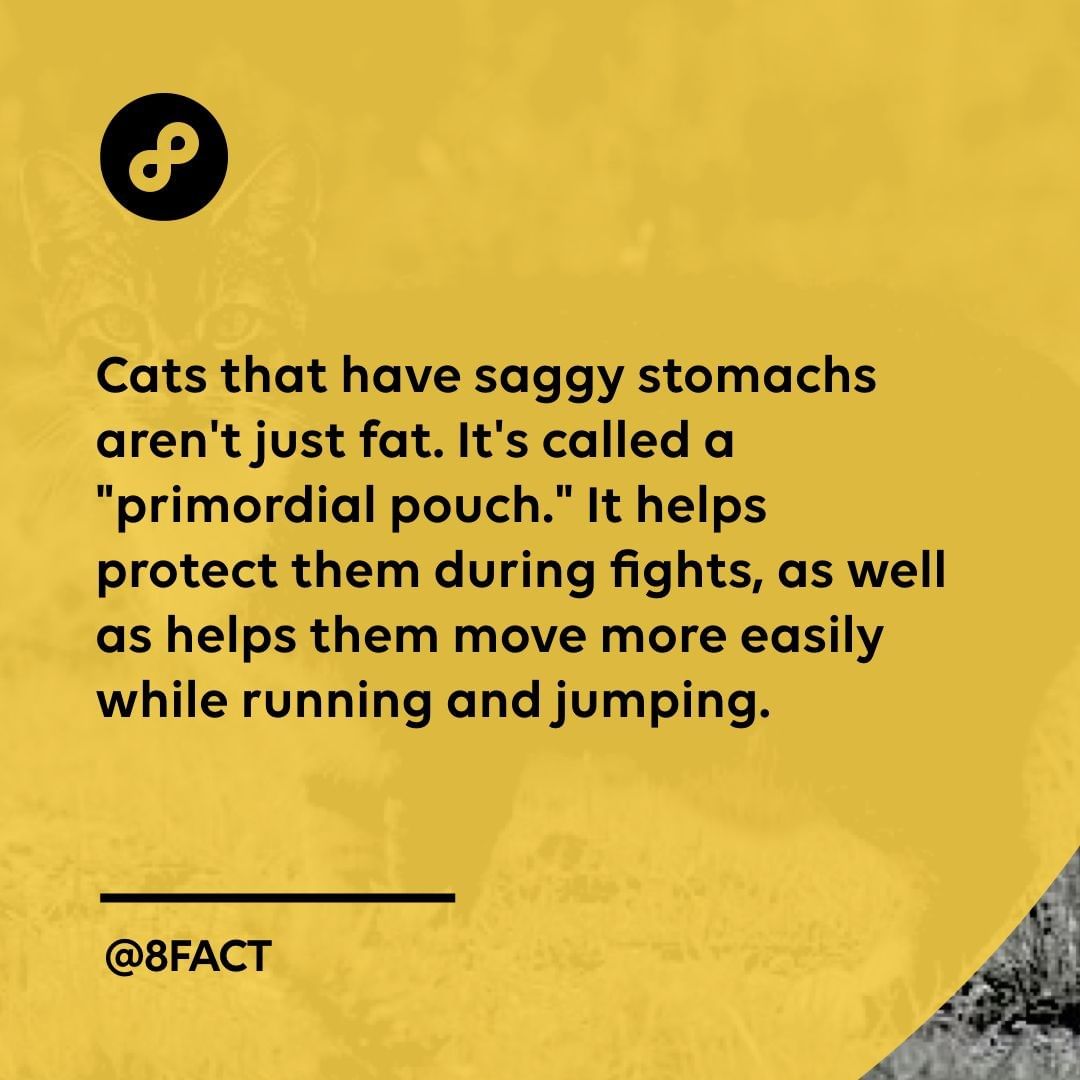 Cats that have saggy stomachs
aren't just fat. It's called a
"primordial pouch." It helps
protect them during fights, as well
as helps them move more easily
while running and jumping.
@8FACT